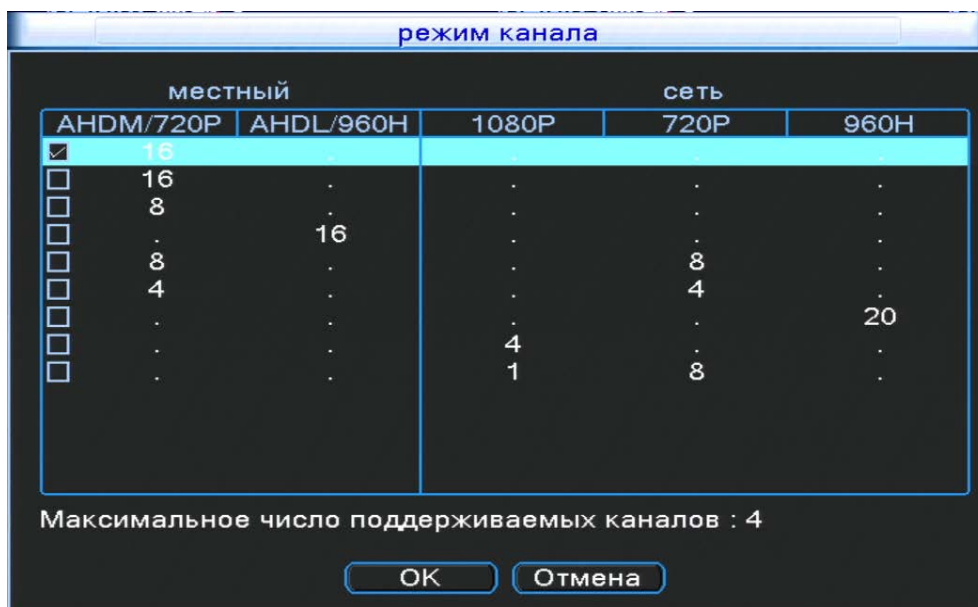 режим канала
местный сеть
AHDM/720P AHDL/960H 1080P 720P 960H
16 . . . .
16 . . . .
8 . . . .
. 16 . . .
8 . . 8 .
4 . . 4 .
. . . . 20
. . 4 . .
. . 1 8 .
Максимальное число поддерживаемых каналов : 4
OK Отмена